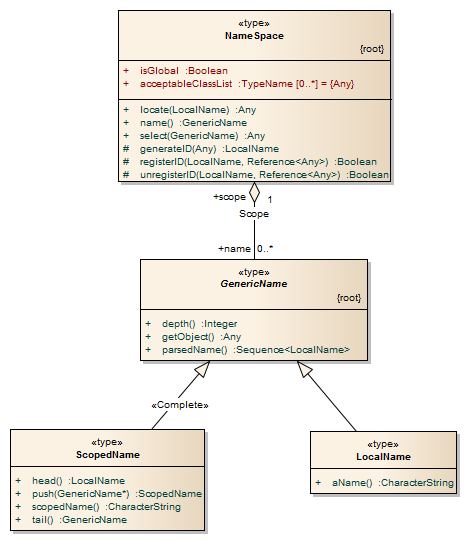 «type»
NameSpace
{root}
+ isGlobal :Boolean
+ acceptableClassList :TypeName [0..*] = {Any}
+ locate(LocalName) :Any
+ name() :GenericName
+ select(GenericName) :Any
# generateID(Any) :LocalName
# registerID(LocalName, Reference<Any>) :Boolean
# unregisterID(LocalName, Reference<Any>) :Boolean
+scope 1
Scope
+name 0..*
«type»
GenericName
{root}
+ depth() :Integer
+ getObject() :Any
+ parsedName() :Sequence<LocalName>
«Complete»
«type»
ScopedName
+ head() :LocalName
+ push(GenericName*) :ScopedName
+ scopedName() :CharacterString
+ tail() :GenericName
«type»
LocalName
+ aName() :CharacterString